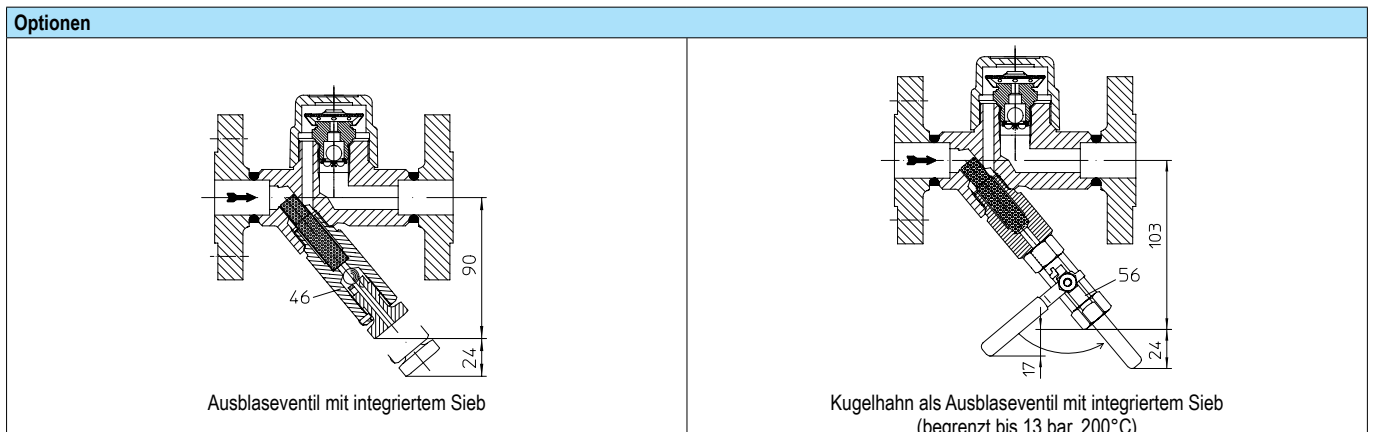 Optionen
90
46
24
Ausblaseventil mit integriertem Sieb
103
56
24
17
Kugelhahn als Ausblaseventil mit integriertem Sieb
(begrenzt bis 13 bar, 200°C)